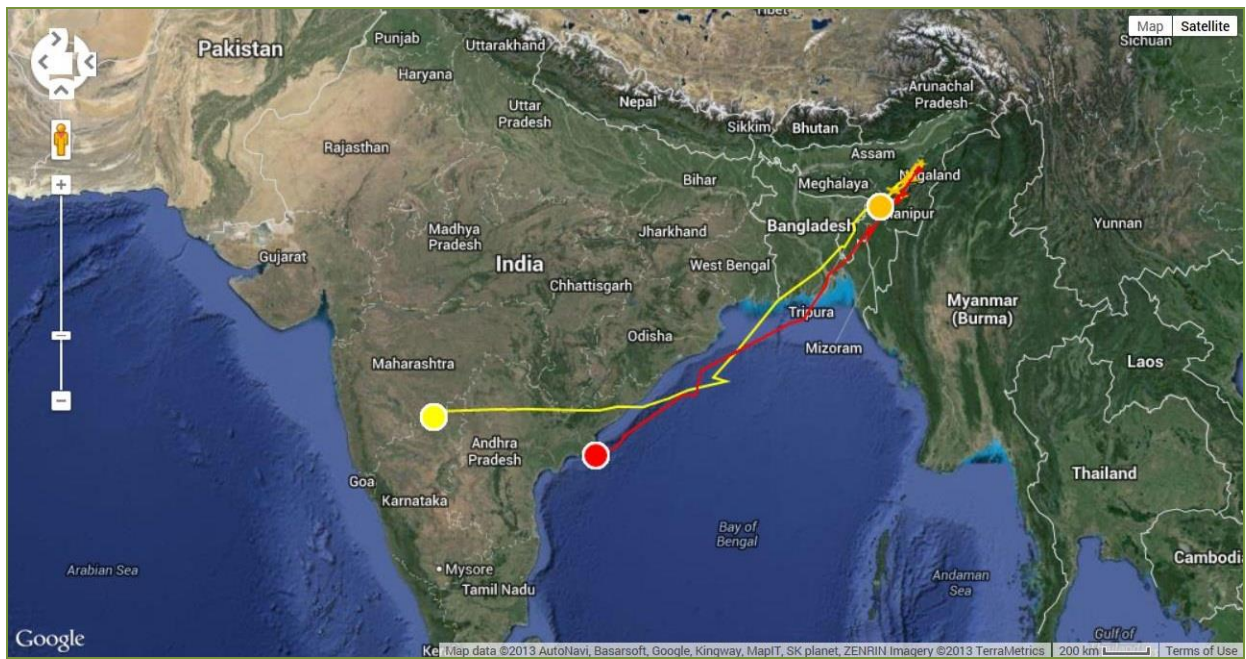 Tibet
Map
Satellite
Sichuan
Pakistan
Punjab
Uttarakhand
Haryana
Arunachal
Pradesh
Nepal
Uttar
Pradesh
Sikkim
Bhutan
Rajasthan
Assam
Nagaland
Bihar
Meghalaya
Manipur
Bangladesh
Yunnan
Madhya
Pradesh
Jharkhand
Gujarat
India
West Bengal
Chhattisgarh
Myanmar
(Burma)
Tripura
Odisha
Mizoram
Laos
Maharashtra
Andhra
Pradesh
Thailand
Goa
Karnataka
Bay of
Bengal
Cambodi
Arabian Sea
Mysore
Andaman
Sea
Tamil Nadu
Google
Gulf of
Ke
Map data ©2013 AutoNavi, Basarsoft, Google, Kingway, MapIT, SK planet, ZENRIN Imagery ©2013 TerraMetrics
200 km
Terms of Use